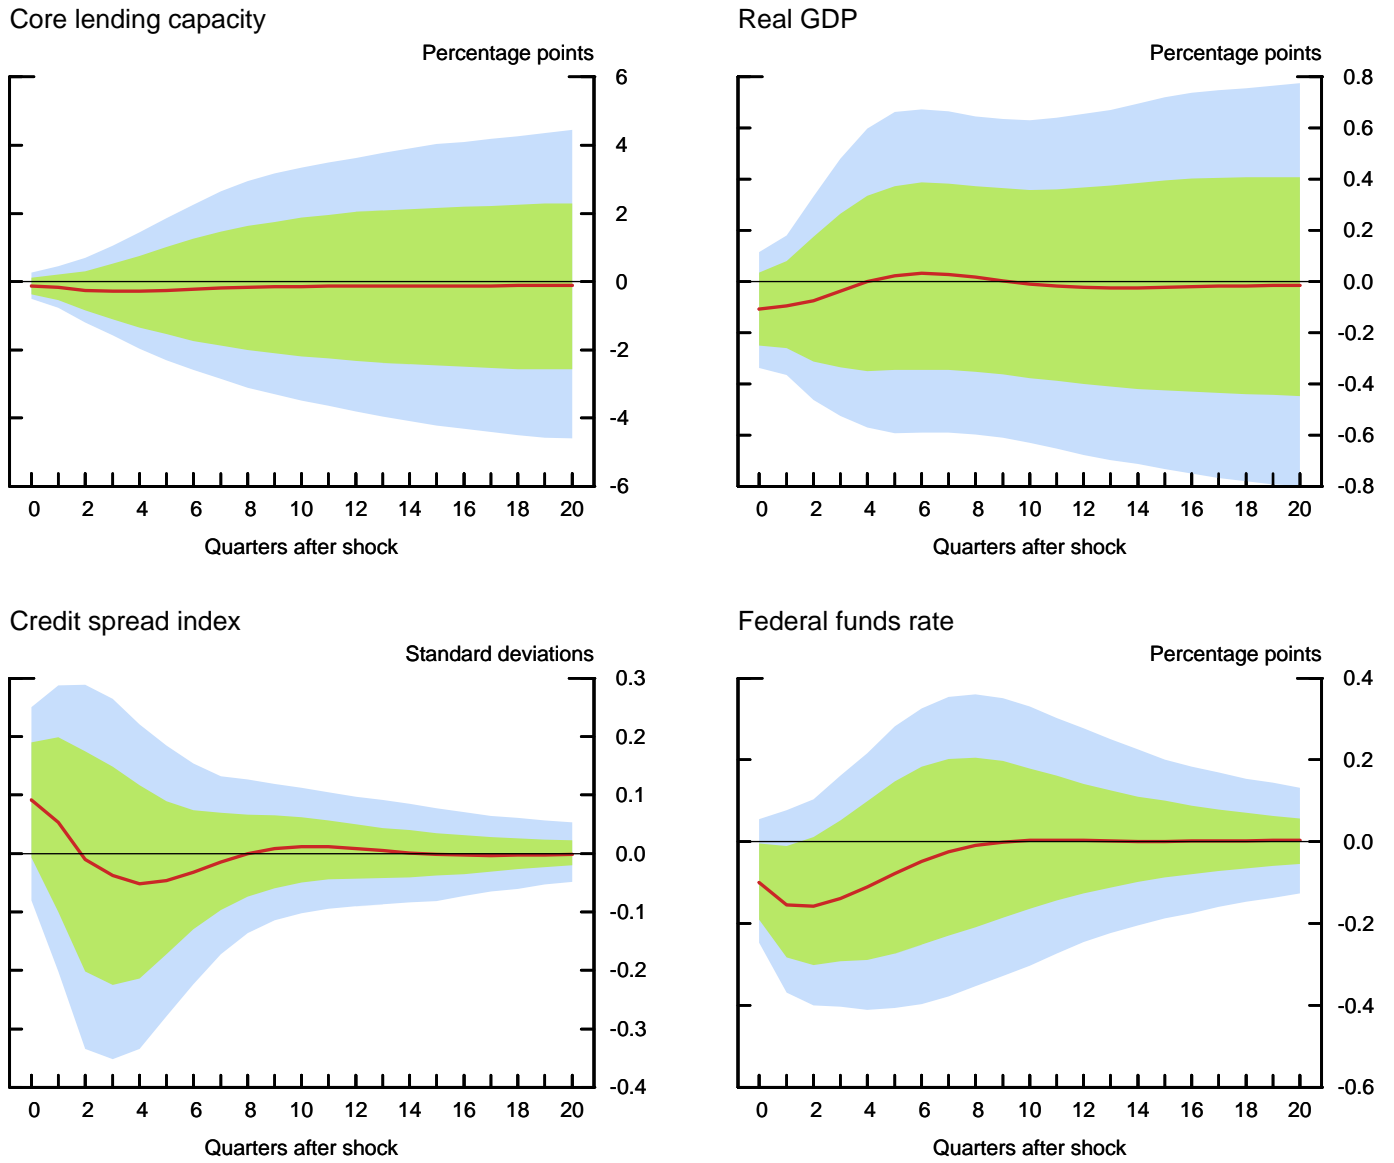 Core lending capacity
Percentage points
6
4
2
0
-2
-4
-6
0 2 4 6 8 10 12 14 16 18 20
Quarters after shock
Real GDP
Percentage points
0.8
0.6
0.4
0.2
0.0
-0.2
-0.4
-0.6
-0.8
0 2 4 6 8 10 12 14 16 18 20
Quarters after shock
Credit spread index
Standard deviations
0.3
0.2
0.1
0.0
-0.1
-0.2
-0.3
-0.4
0 2 4 6 8 10 12 14 16 18 20
Quarters after shock
Federal funds rate
Percentage points
0.4
0.2
0.0
-0.2
-0.4
-0.6
0 2 4 6 8 10 12 14 16 18 20
Quarters after shock